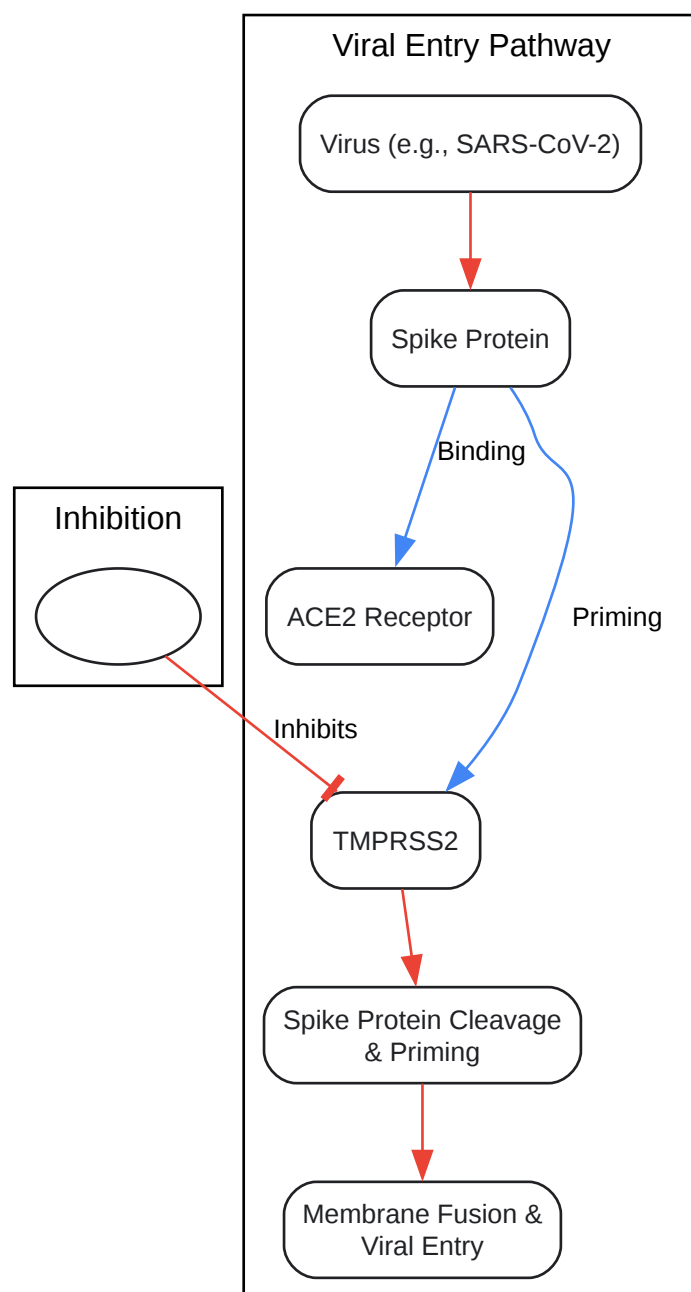 Viral Entry Pathway
Virus (e.g., SARS-CoV-2)
Spike Protein
Binding
Inhibition
ACE2 Receptor
Priming
Inhibits
TMPRSS2
Spike Protein Cleavage
& Priming
Membrane Fusion &
Viral Entry